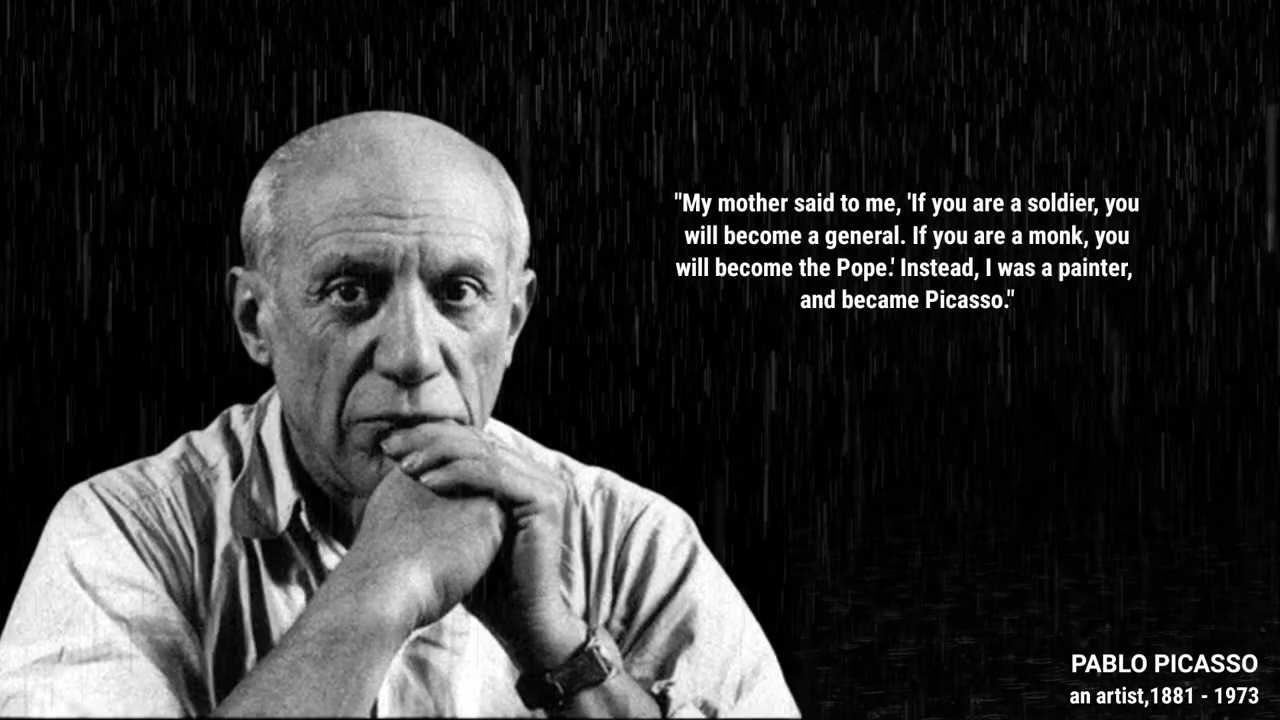 "My mother said to me, 'If you are a soldier, you
will become a general. If you are a monk, you
will become the Pope.' Instead, I was a painter,
and became Picasso."
PABLO PICASSO
an artist,1881 - 1973